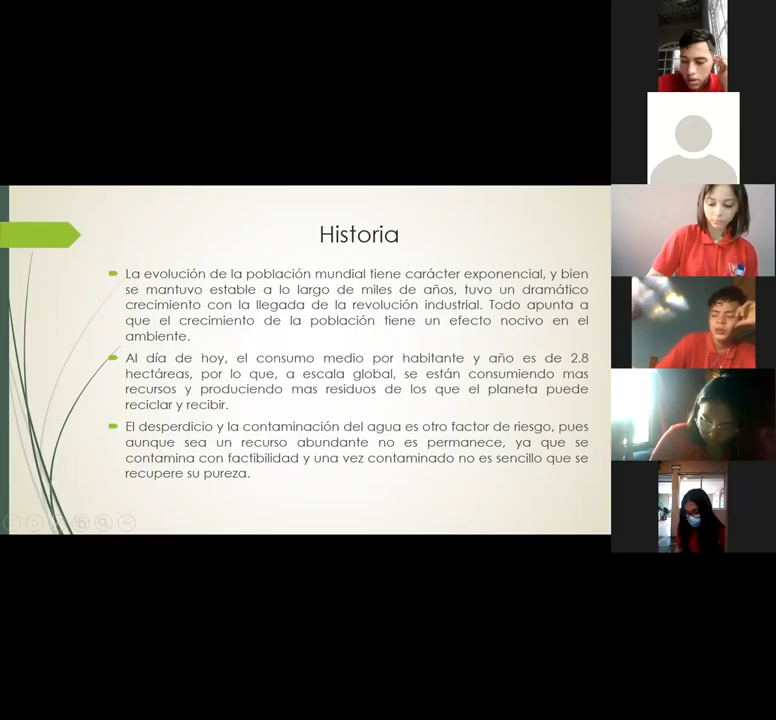 Historia
La evolución de la población mundial tiene carácter exponencial, y bien
se mantuvo estable a lo largo de miles de años, tuvo un dramático
crecimiento con la llegada de la revolución industrial. Todo apunta a
que el crecimiento de la población tiene un efecto nocivo en el
ambiente.
Al día de hoy, el consumo medio por habitante y año es de 2.8
hectáreas, por lo que, a escala global, se están consumiendo mas
recursos y produciendo mas residuos de los que el planeta puede
reciclar y recibir.
El desperdicio y la contaminación del agua es otro factor de riesgo, pues
aunque sea un recurso abundante no es permanece, ya que se
contamina con factibilidad y una vez contaminado no es sencillo que se
recupere su pureza.